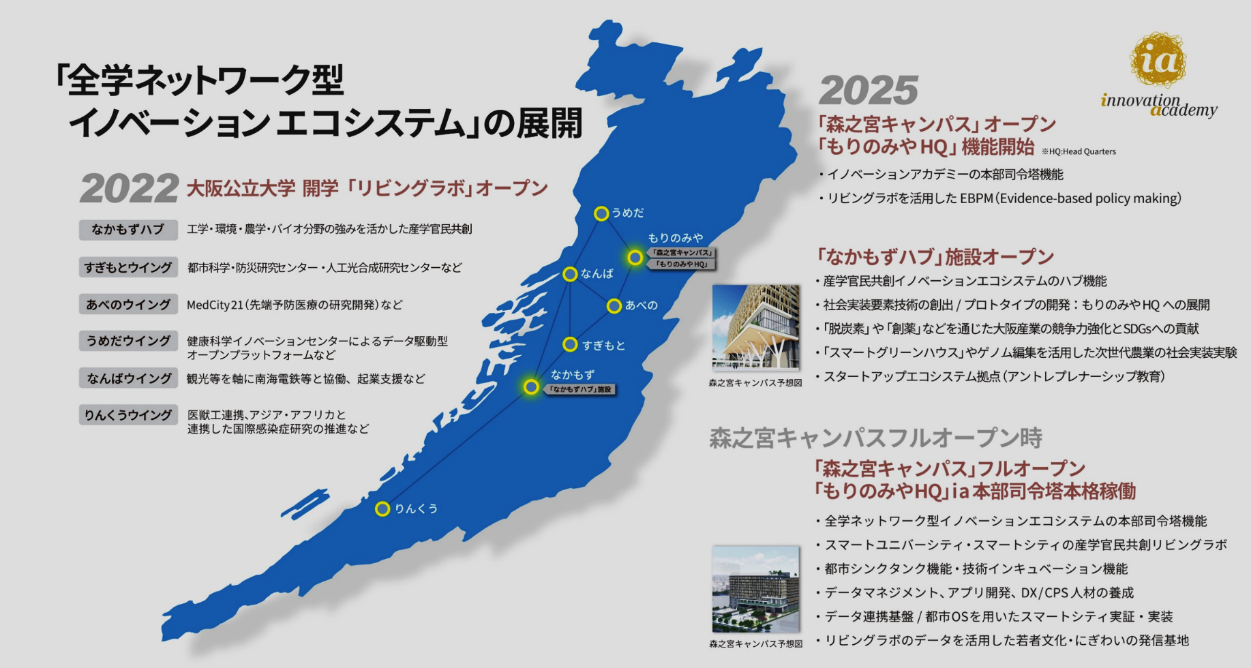 「全学ネットワーク型
イノベーション エコシステム」の展開
2022 大阪公立大学 開学 「リビングラボ」オープン
なかもずハブ 工学・環境・農学・バイオ分野の強みを活かした産学官民共創
すぎもとウイング 都市科学・防災研究センター・人工光合成研究センターなど
あべのウイング MedCity21（先端予防医療の研究開発）など
うめだウイング 健康科学イノベーションセンターによるデータ駆動型
オープンプラットフォームなど
なんばウイング 観光等を軸に南海電鉄等と協働、起業支援など
りんくうウイング 医獣工連携、アジア・アフリカと
連携した国際感染症研究の推進など
うめだ
もりのみや
「森之宮キャンパス」
「もりのみやHQ」
なんば
あべの
すぎもと
なかもず
「なかもずハブ」施設
りんくう
ia
innovation
academy
2025
「森之宮キャンパス」オープン
「もりのみや HQ」機能開始 ※HQ:Head Quarters
・イノベーションアカデミーの本部司令塔機能
・リビングラボを活用した EBPM（Evidence-based policy making）
「なかもずハブ」施設オープン
・産学官民共創イノベーションエコシステムのハブ機能
・社会実装要素技術の創出 / プロトタイプの開発：もりのみや HQ への展開
・「脱炭素」や「創薬」などを通じた大阪産業の競争力強化とSDGsへの貢献
・「スマートグリーンハウス」やゲノム編集を活用した次世代農業の社会実装実験
・スタートアップエコシステム拠点（アントレプレナーシップ教育）
森之宮キャンパス予想図
森之宮キャンパスフルオープン時
「森之宮キャンパス」フルオープン
「もりのみやHQ」ia本部司令塔本格稼働
・全学ネットワーク型イノベーションエコシステムの本部司令塔機能
・スマートユニバーシティ・スマートシティの産学官民共創リビングラボ
・都市シンクタンク機能・技術インキュベーション機能
・データマネジメント、アプリ開発、DX/CPS 人材の養成
・データ連携基盤 / 都市OSを用いたスマートシティ実証・実装
・リビングラボのデータを活用した若者文化・にぎわいの発信基地
森之宮キャンパス予想図